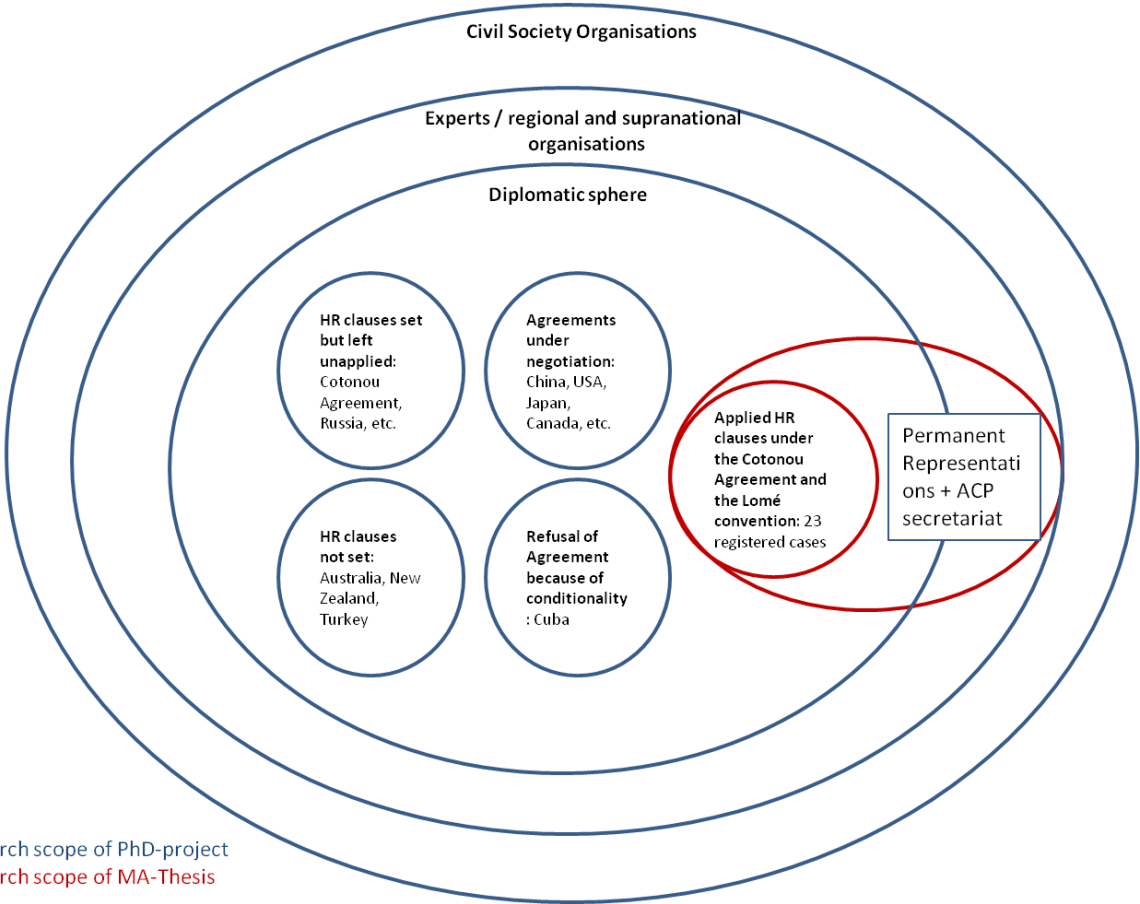 Civil Society Organisations
Experts / regional and supranational
organisations
Diplomatic sphere
HR clauses set
but left
unapplied:
Cotonou
Agreement,
Russia, etc.
Agreements
under
negotiation:
China, USA,
Japan,
Canada, etc.
Applied HR
clauses under
the Cotonou
Agreement and
the Lomé
convention: 23
registered cases
Permanent
Representati
ons + ACP
secretariat
HR clauses
not set:
Australia, New
Zealand,
Turkey
Refusal of
Agreement
because of
conditionality
: Cuba
rch scope of PhD-project
rch scope of MA-Thesis